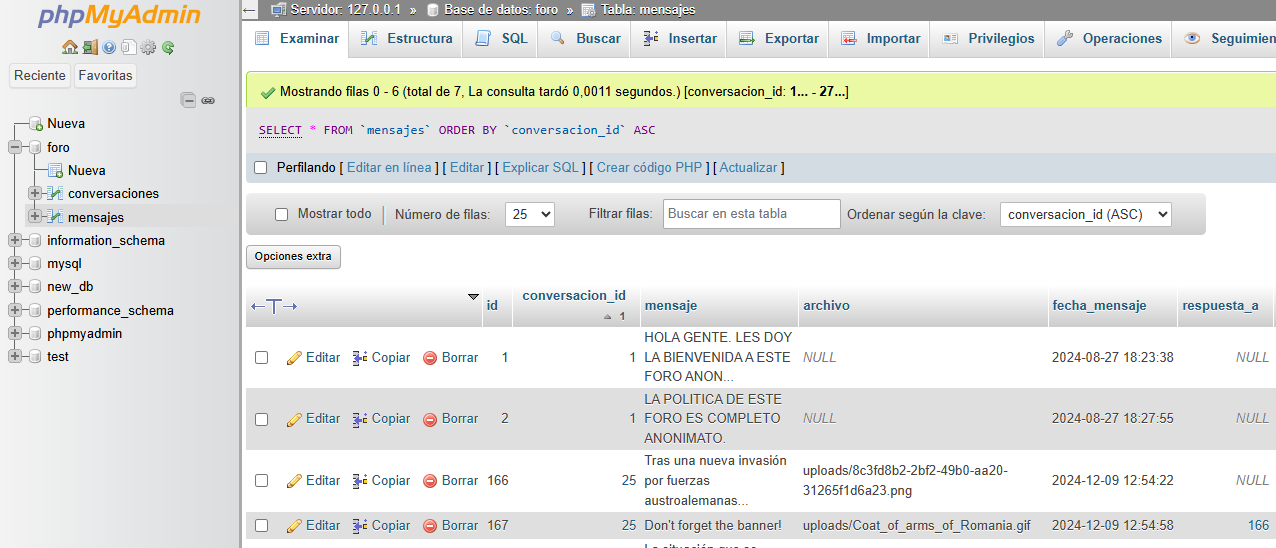 phpMyAdmin
Reciente Favoritas
Nueva
foro
Nueva
conversaciones
mensajes
information_schema
mysql
new_db
performance_schema
phpmyadmin
test
← Servidor: 127.0.0.1 » Base de datos: foro » Tabla: mensajes
Examinar Estructura SQL Buscar Insertar Exportar Importar Privilegios Operaciones Seguimien
Mostrando filas 0 - 6 (total de 7, La consulta tardó 0,0011 segundos.) [conversacion_id: 1... - 27...]
SELECT * FROM `mensajes` ORDER BY `conversacion_id` ASC
Perfilando [ Editar en línea ] [ Editar ] [ Explicar SQL ] [ Crear código PHP ] [ Actualizar ]
Mostrar todo Número de filas: 25 Filtrar filas: Buscar en esta tabla Ordenar según la clave: conversacion_id (ASC)
Opciones extra
←T→ id conversacion_id 1 mensaje archivo fecha_mensaje respuesta_a
HOLA GENTE. LES DOY
Editar Copiar Borrar 1 1 LA BIENVENIDA A ESTE NULL 2024-08-27 18:23:38 NULL
FORO ANON...
LA POLITICA DE ESTE
Editar Copiar Borrar 2 1 FORO ES COMPLETO NULL 2024-08-27 18:27:55 NULL
ANONIMATO.
Tras una nueva invasión
Editar Copiar Borrar 166 25 por fuerzas uploads/8c3fd8b2-2bf2-49b0-aa20- 2024-12-09 12:54:22 NULL
austroalemanas... 31265f1d6a23.png
Editar Copiar Borrar 167 25 Don't forget the banner! uploads/Coat_of_arms_of_Romania.gif 2024-12-09 12:54:58 166
La situación que se